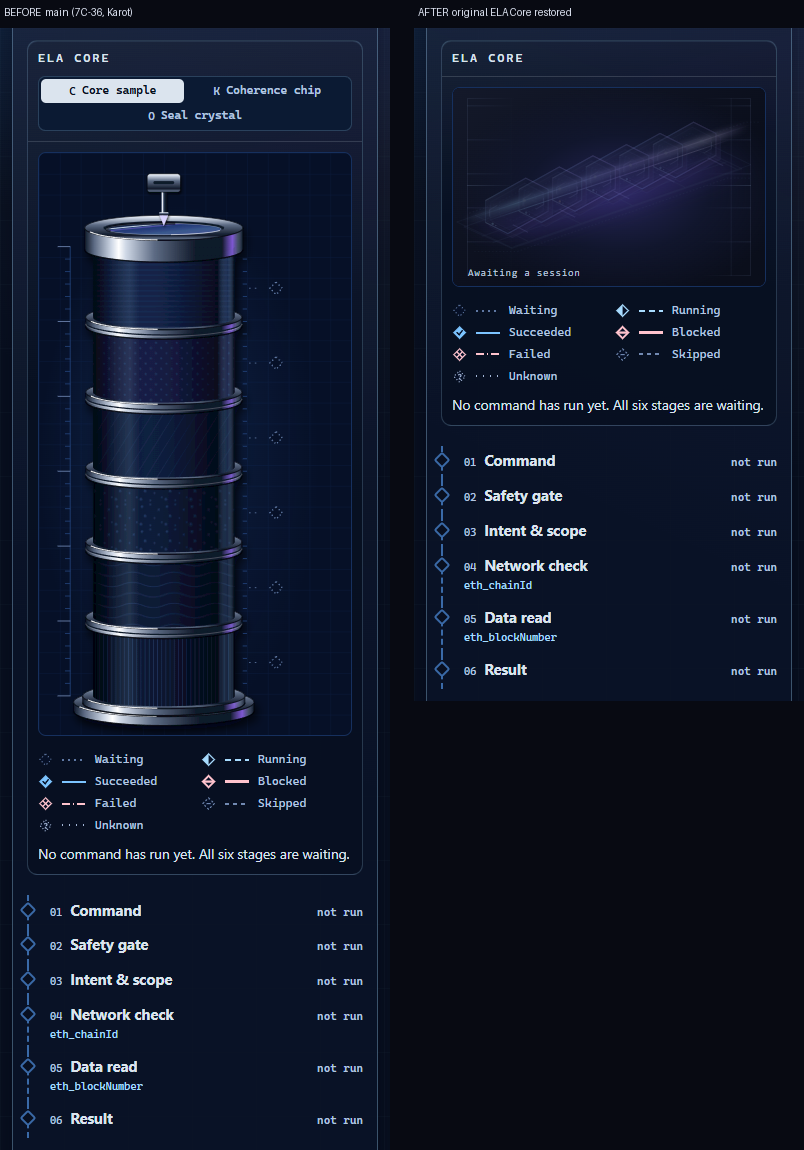 BEFORE main (7C-36, Karot)
ELA CORE
C Core sample
K Coherence chip
O Seal crystal
Waiting
Running
Succeeded
Blocked
Failed
Skipped
Unknown
No command has run yet. All six stages are waiting.
01 Command not run
02 Safety gate not run
03 Intent & scope not run
04 Network check not run
eth_chainId
05 Data read not run
eth_blockNumber
06 Result not run
AFTER original ELACore restored
ELA CORE
Awaiting a session
Waiting
Running
Succeeded
Blocked
Failed
Skipped
Unknown
No command has run yet. All six stages are waiting.
01 Command not run
02 Safety gate not run
03 Intent & scope not run
04 Network check not run
eth_chainId
05 Data read not run
eth_blockNumber
06 Result not run